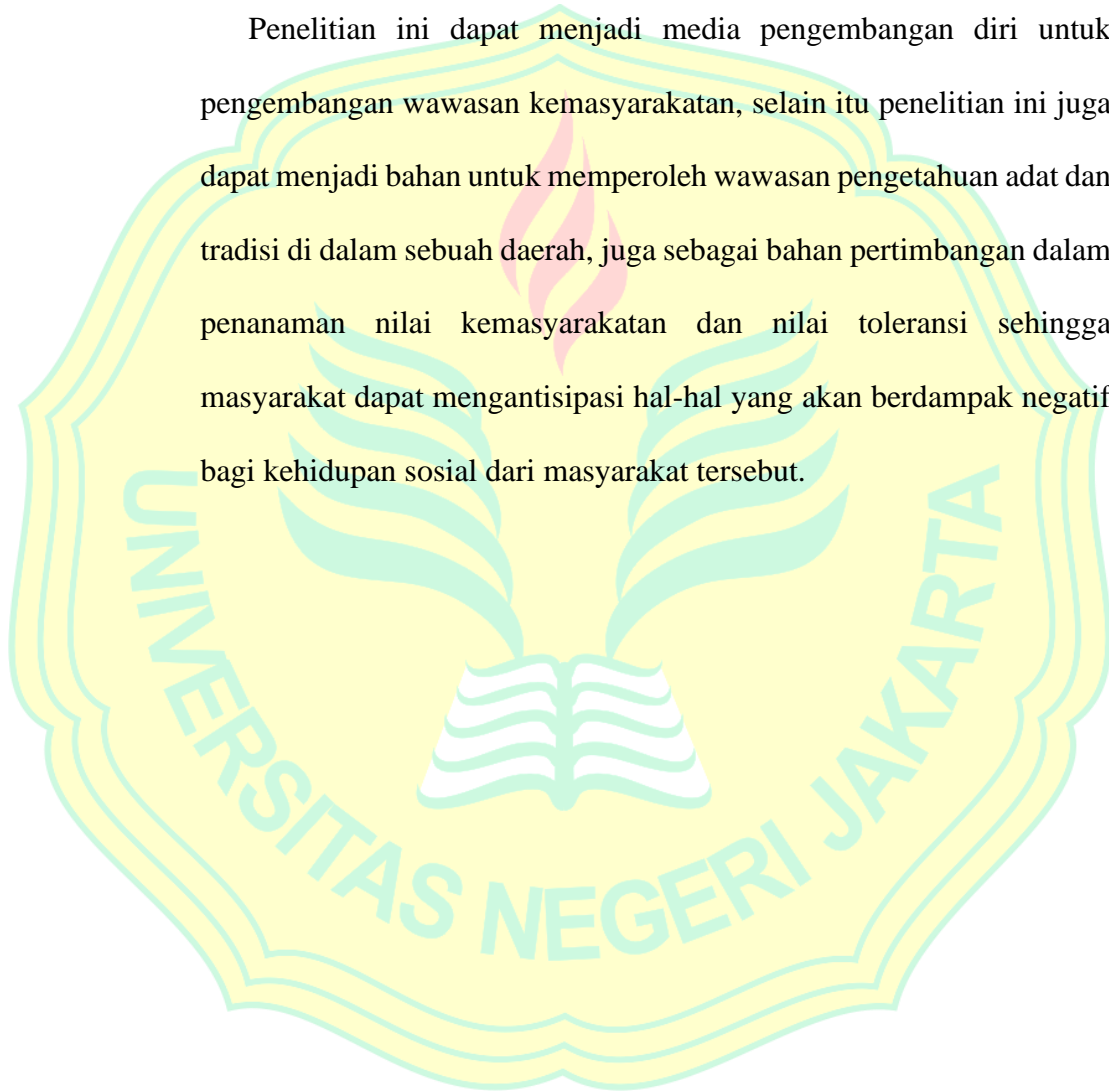 Penelitian ini dapat menjadi media pengembangan diri untuk
pengembangan wawasan kemasyarakatan, selain itu penelitian ini juga
dapat menjadi bahan untuk memperoleh wawasan pengetahuan adat dan
tradisi di dalam sebuah daerah, juga sebagai bahan pertimbangan dalam
penanaman nilai kemasyarakatan dan nilai toleransi sehingga
masyarakat dapat mengantisipasi hal-hal yang akan berdampak negatif
bagi kehidupan sosial dari masyarakat tersebut.
UNIVERSITAS NEGERI JAKARTA